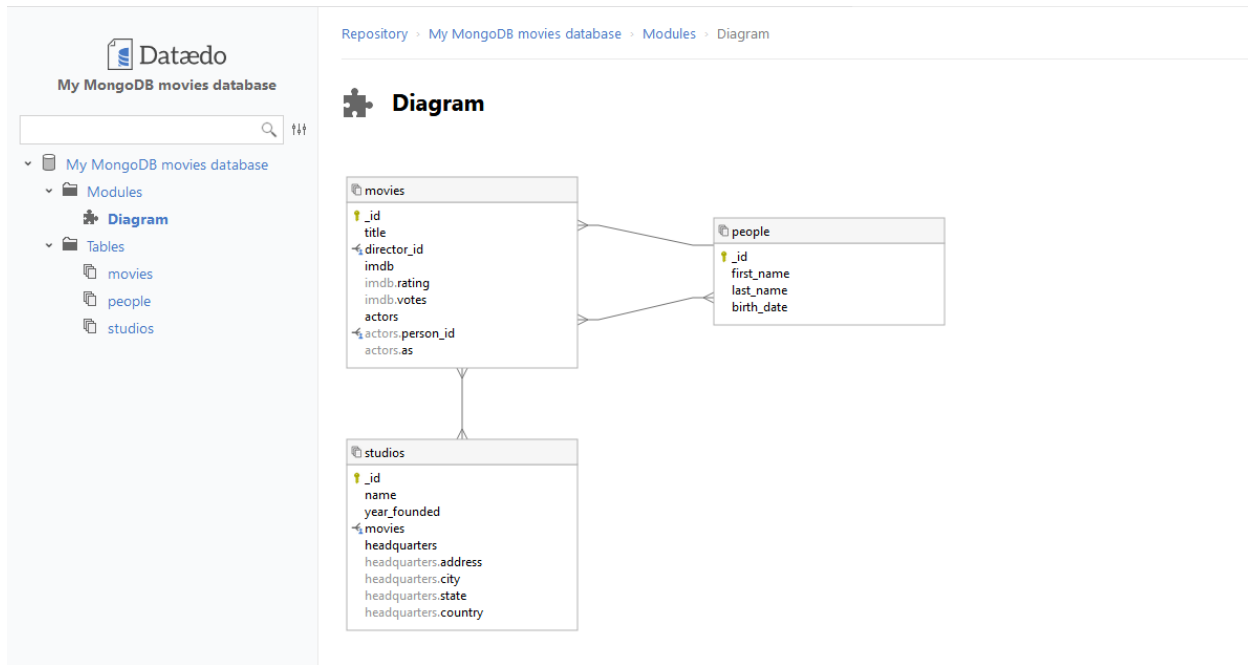 Datædo
My MongoDB movies database
My MongoDB movies database
Modules
Diagram
Tables
movies
people
studios
Repository › My MongoDB movies database › Modules › Diagram
Diagram
movies
_id
title
director_id
imdb
imdb.rating
imdb.votes
actors
actors.person_id
actors.as
people
_id
first_name
last_name
birth_date
studios
_id
name
year_founded
movies
headquarters
headquarters.address
headquarters.city
headquarters.state
headquarters.country